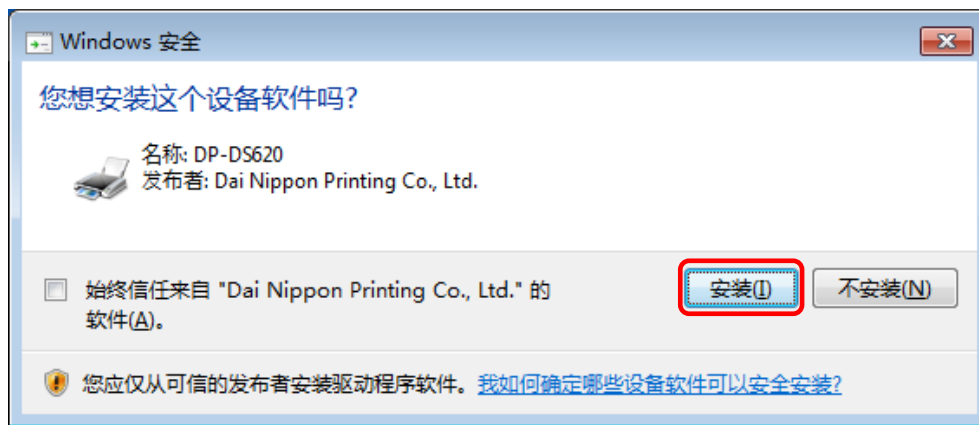 Windows 安全
您想安装这个设备软件吗?
名称: DP-DS620
发布者: Dai Nippon Printing Co., Ltd.
始终信任来自 "Dai Nippon Printing Co., Ltd." 的
软件(A)。
安装(I)
不安装(N)
您应仅从可信的发布者安装驱动程序软件。我如何确定哪些设备软件可以安全安装?